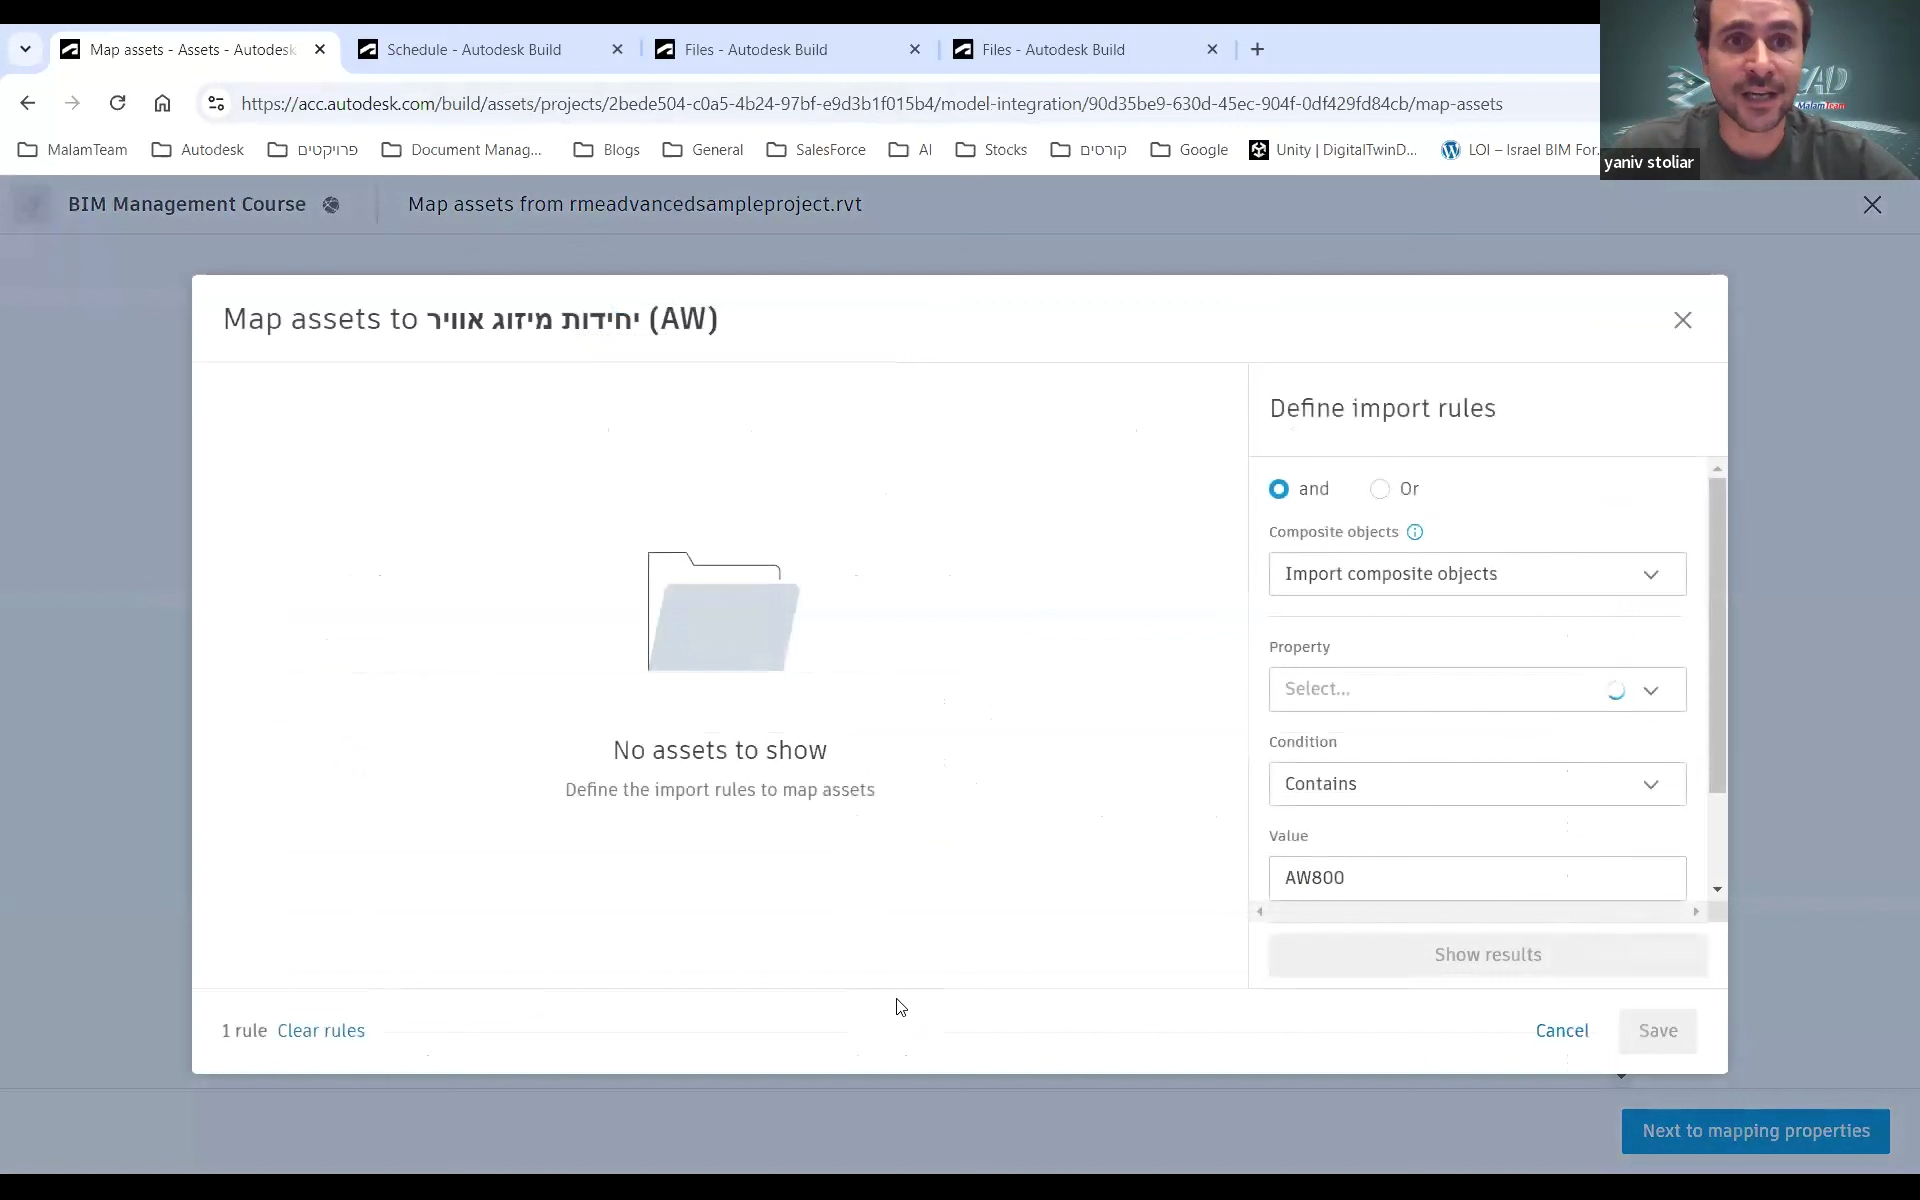 Map assets - Assets - Autodesk
Schedule - Autodesk Build
Files - Autodesk Build
Files - Autodesk Build
https://acc.autodesk.com/build/assets/projects/2bede504-c0a5-4b24-97bf-e9d3b1f015b4/model-integration/90d35be9-630d-45ec-904f-0df429fd84cb/map-assets
MalamTeam
Autodesk
פרויקטים
Document Manag...
Blogs
General
SalesForce
AI
Stocks
קורסים
Google
Unity | DigitalTwinD...
LOI – Israel BIM For...
MalamTeam
yaniv stoliar
BIM Management Course
Map assets from rmeadvancedsampleproject.rvt
Map assets to יחידות מיזוג אוויר (AW)
Define import rules
and
Or
Composite objects
Import composite objects
Property
Select...
Condition
Contains
Value
AW800
Show results
No assets to show
Define the import rules to map assets
1 rule Clear rules
Cancel
Save
Next to mapping properties